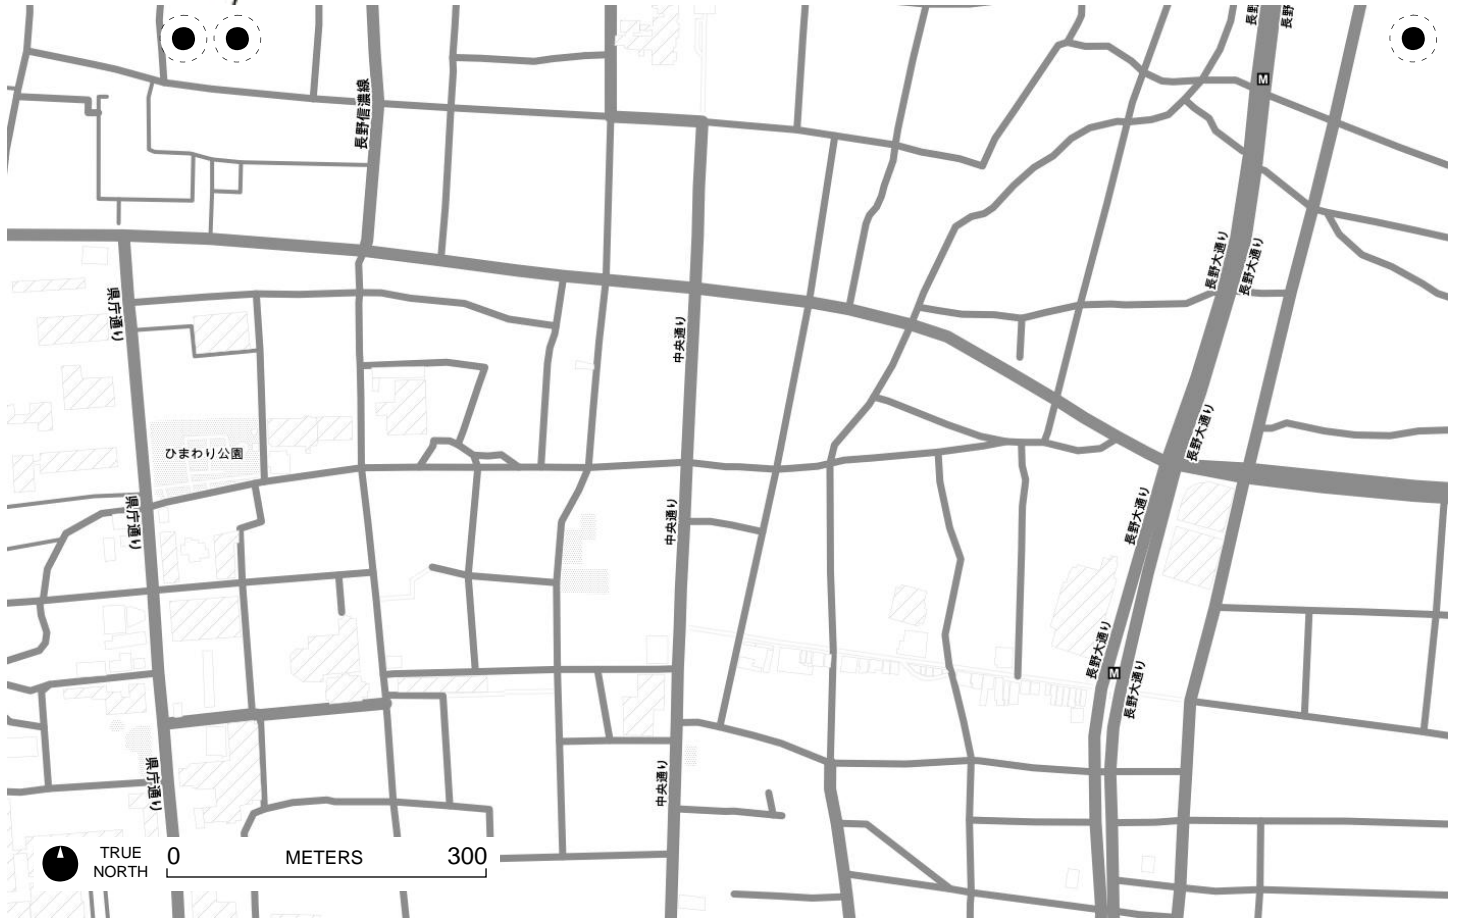 長野信濃線
長野大通り
長野大通り
県庁通り
中央通り
長野大通り
ひまわり公園
県庁通り
中央通り
長野大通り
長野大通り
長野大通り
県庁通り
中央通り
M
M
TRUE
NORTH
0
METERS
300